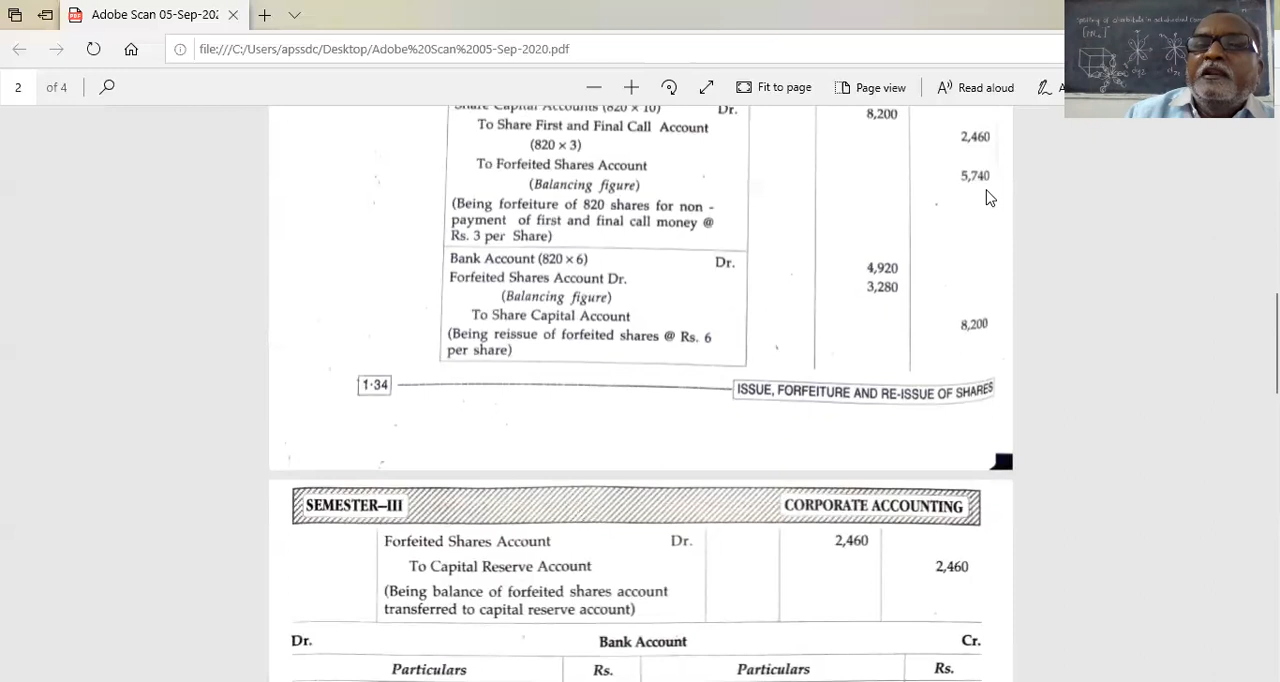 Adobe Scan 05-Sep-202
file:///C:/Users/apssdc/Desktop/Adobe%20Scan%2005-Sep-2020.pdf
2 of 4
Fit to page
Page view
Read aloud
Share Capital Accounts (820 × 10) Dr. 8,200
To Share First and Final Call Account 2,460
(820 × 3)
To Forfeited Shares Account 5,740
(Balancing figure)
(Being forfeiture of 820 shares for non -
payment of first and final call money @
Rs. 3 per Share)
Bank Account (820 × 6) Dr. 4,920
Forfeited Shares Account Dr. 3,280
(Balancing figure)
To Share Capital Account 8,200
(Being reissue of forfeited shares @ Rs. 6
per share)
1·34 ISSUE, FORFEITURE AND RE-ISSUE OF SHARES
SEMESTER–III CORPORATE ACCOUNTING
Forfeited Shares Account Dr. 2,460
To Capital Reserve Account 2,460
(Being balance of forfeited shares account
transferred to capital reserve account)
Dr. Bank Account Cr.
Particulars Rs. Particulars Rs.